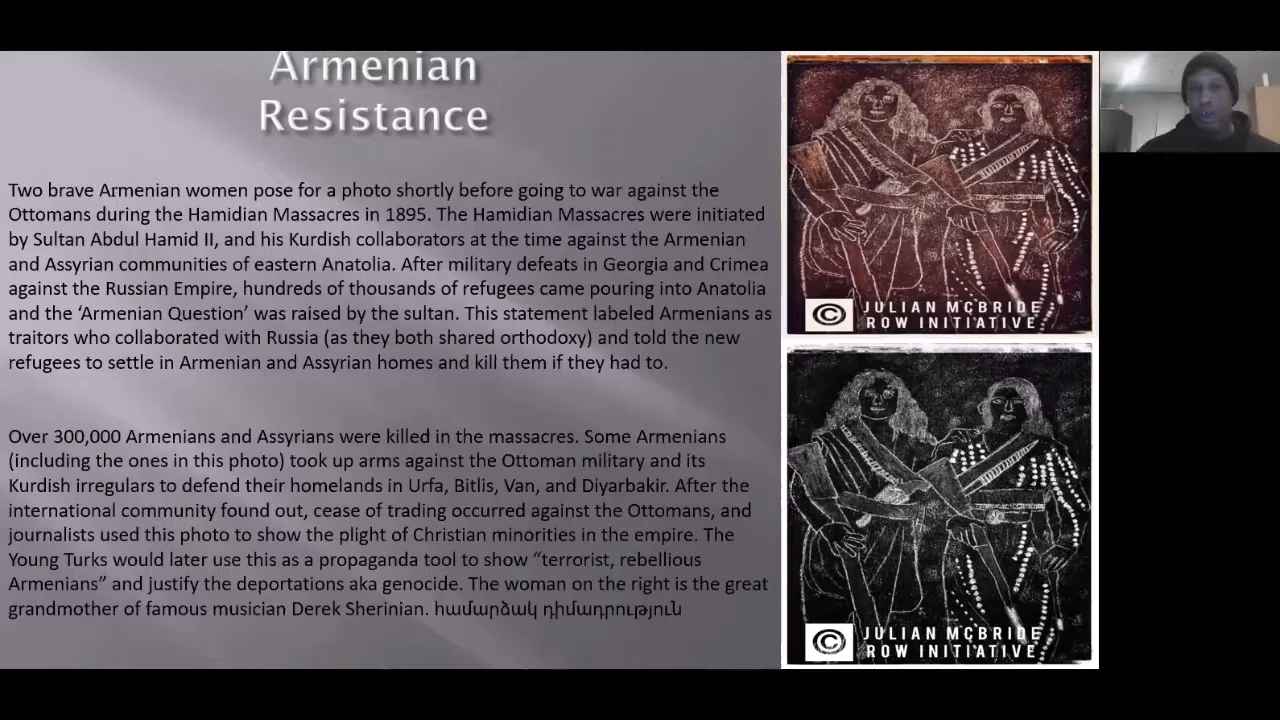 Armenian
Resistance
Two brave Armenian women pose for a photo shortly before going to war against the
Ottomans during the Hamidian Massacres in 1895. The Hamidian Massacres were initiated
by Sultan Abdul Hamid II, and his Kurdish collaborators at the time against the Armenian
and Assyrian communities of eastern Anatolia. After military defeats in Georgia and Crimea
against the Russian Empire, hundreds of thousands of refugees came pouring into Anatolia
and the ‘Armenian Question’ was raised by the sultan. This statement labeled Armenians as
traitors who collaborated with Russia (as they both shared orthodoxy) and told the new
refugees to settle in Armenian and Assyrian homes and kill them if they had to.
Over 300,000 Armenians and Assyrians were killed in the massacres. Some Armenians
(including the ones in this photo) took up arms against the Ottoman military and its
Kurdish irregulars to defend their homelands in Urfa, Bitlis, Van, and Diyarbakir. After the
international community found out, cease of trading occurred against the Ottomans, and
journalists used this photo to show the plight of Christian minorities in the empire. The
Young Turks would later use this as a propaganda tool to show “terrorist, rebellious
Armenians” and justify the deportations aka genocide. The woman on the right is the great
grandmother of famous musician Derek Sherinian. համարձակ դիմադրություն
© JULIAN MCBRIDE
ROW INITIATIVE
© JULIAN MCBRIDE
ROW INITIATIVE